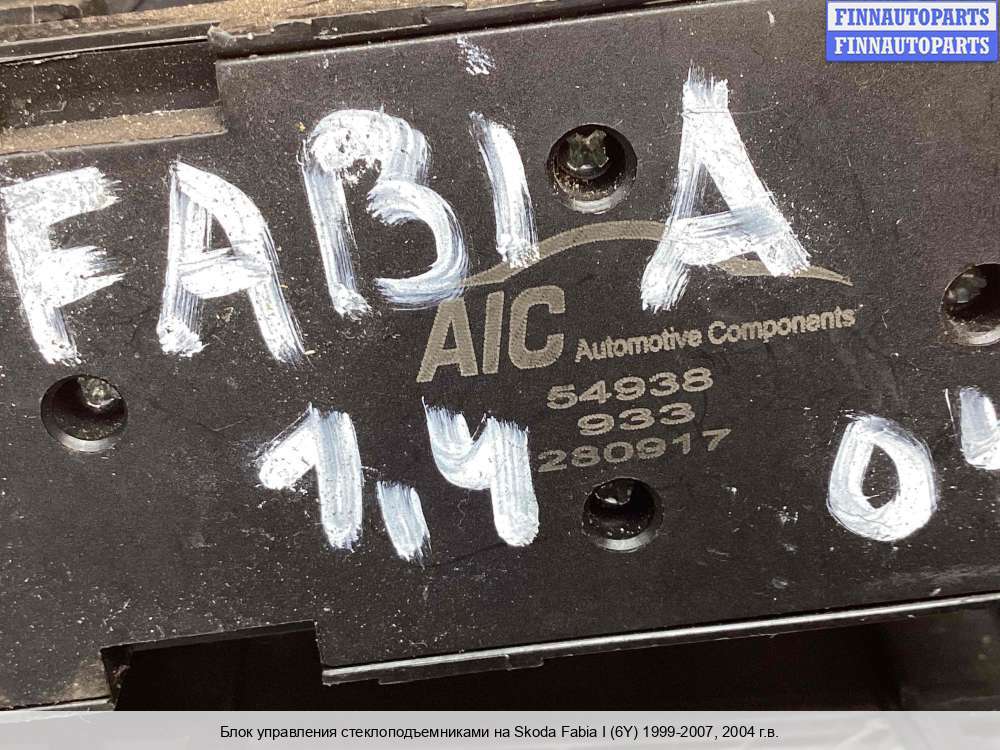 FINNAUTOPARTS
FINNAUTOPARTS
FABIA
AIC Automotive Components
54938
933
280917
1,4 04
Блок управления стеклоподъемниками на Skoda Fabia I (6Y) 1999-2007, 2004 г.в.